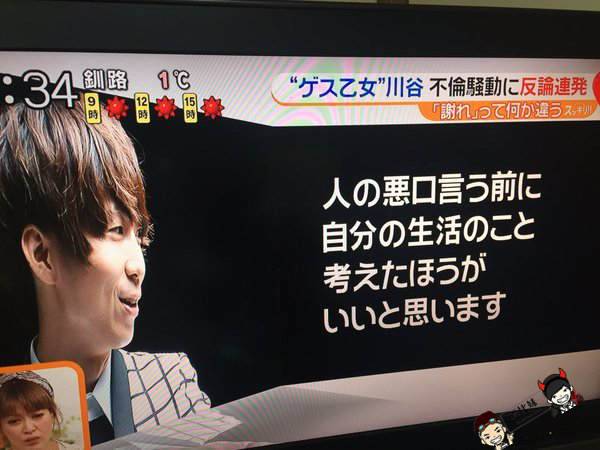 :34
釧路 1℃
9時 12時 15時
“ゲス乙女”川谷 不倫騒動に反論連発
「謝れ」って何か違う スッキリ!!
人の悪口言う前に
自分の生活のこと
考えたほうが
いいと思います